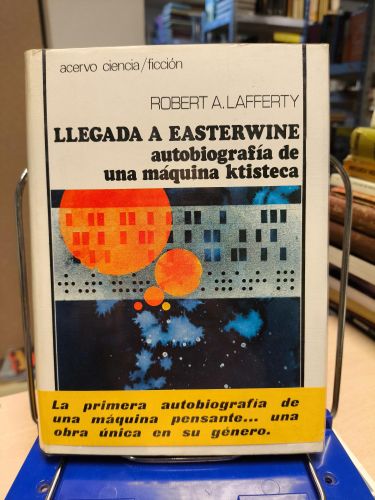 acervo ciencia/ficción
ROBERT A. LAFFERTY
LLEGADA A EASTERWINE
autobiografía de
una máquina ktisteca
La primera autobiografía de
una máquina pensante... una
obra única en su género.